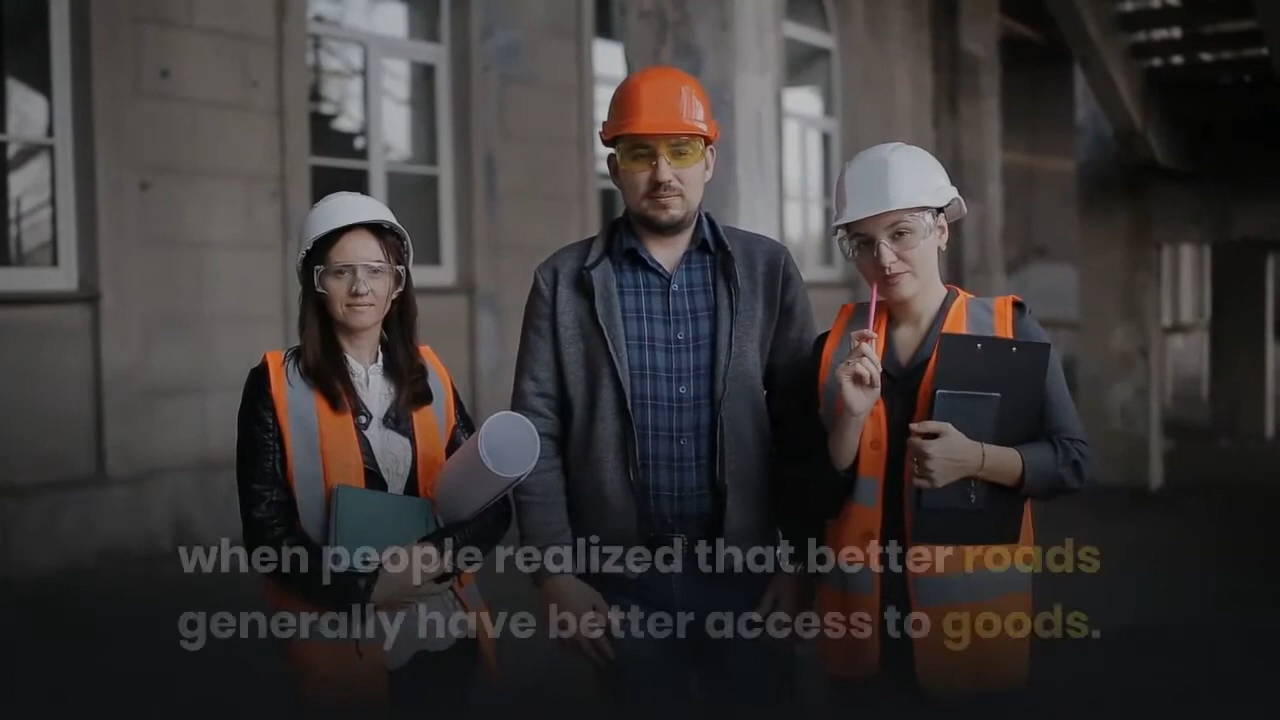 when people realized that better roads
generally have better access to goods.